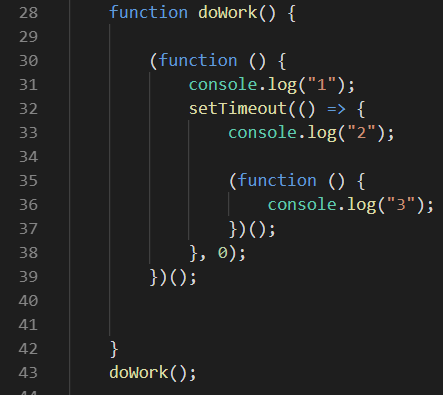 28 function doWork() {
29
30 (function () {
31 console.log("1");
32 setTimeout(() => {
33 console.log("2");
34
35 (function () {
36 console.log("3");
37 })();
38 }, 0);
39 })();
40
41
42 }
43 doWork();